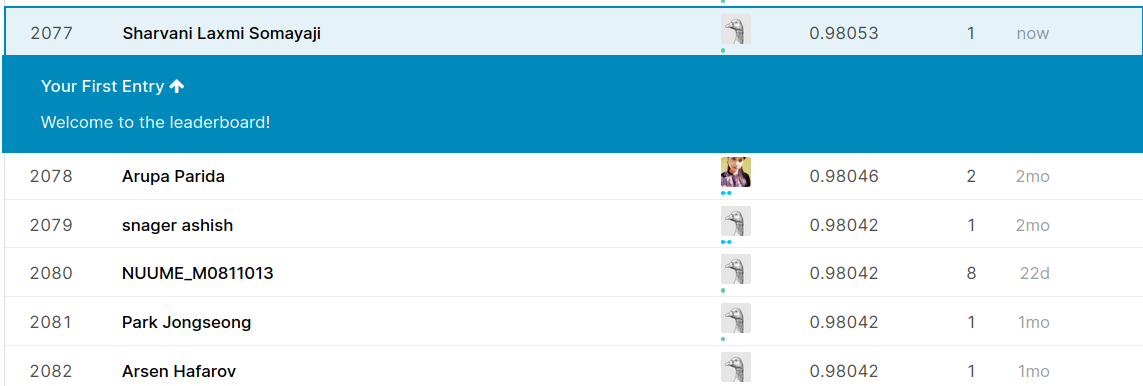 2077 Sharvani Laxmi Somayaji 0.98053 1 now
Your First Entry
Welcome to the leaderboard!
2078 Arupa Parida 0.98046 2 2mo
2079 snager ashish 0.98042 1 2mo
2080 NUUME_M0811013 0.98042 8 22d
2081 Park Jongseong 0.98042 1 1mo
2082 Arsen Hafarov 0.98042 1 1mo